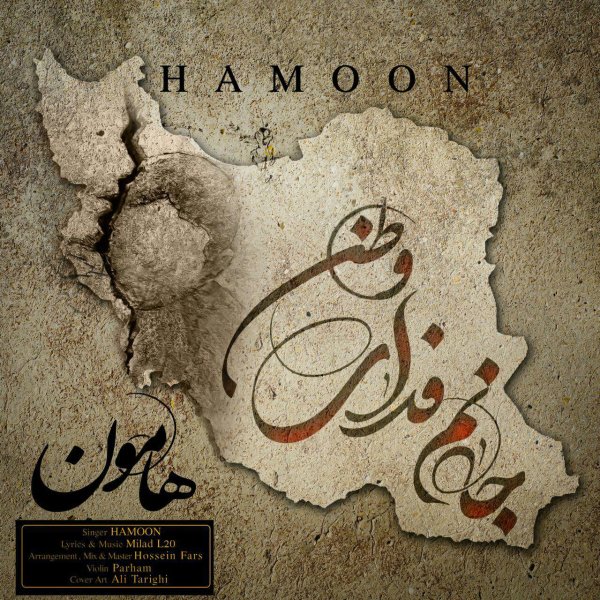 HAMOON
جانم فدای وطن
هامون
Singer HAMOON
Lyrics & Music Milad L20
Arrangement , Mix & Master Hossein Fars
Violin Parham
Cover Art Ali Tarighi